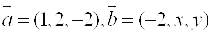 a̅ = (1, 2, −2), b̅ = (−2, x, y)